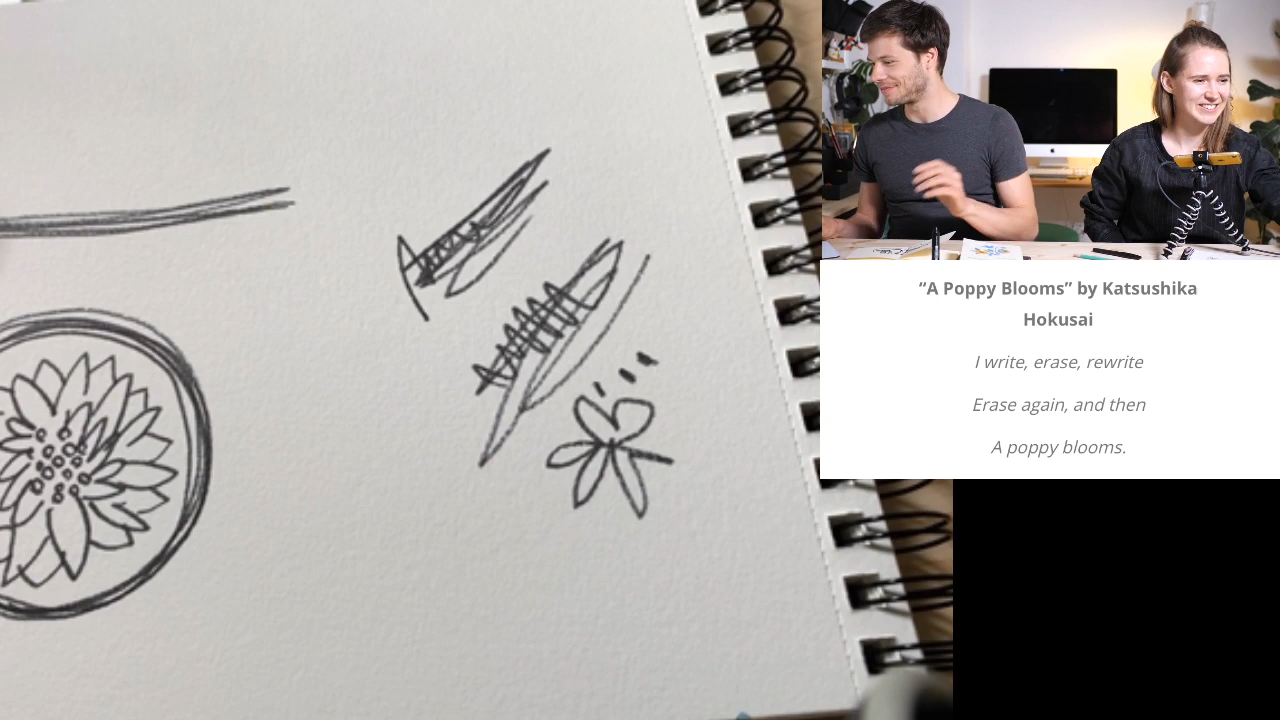 “A Poppy Blooms” by Katsushika
Hokusai
I write, erase, rewrite
Erase again, and then
A poppy blooms.